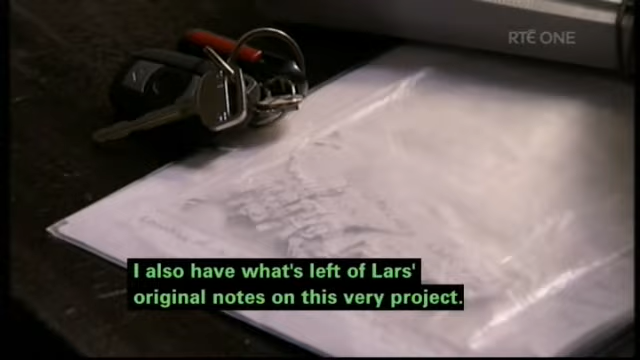 RTÉ ONE
I also have what's left of Lars'
original notes on this very project.